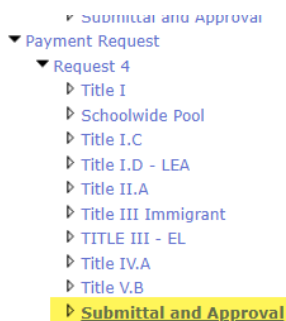 Submittal and Approval
Payment Request
Request 4
Title I
Schoolwide Pool
Title I.C
Title I.D - LEA
Title II.A
Title III Immigrant
TITLE III - EL
Title IV.A
Title V.B
Submittal and Approval